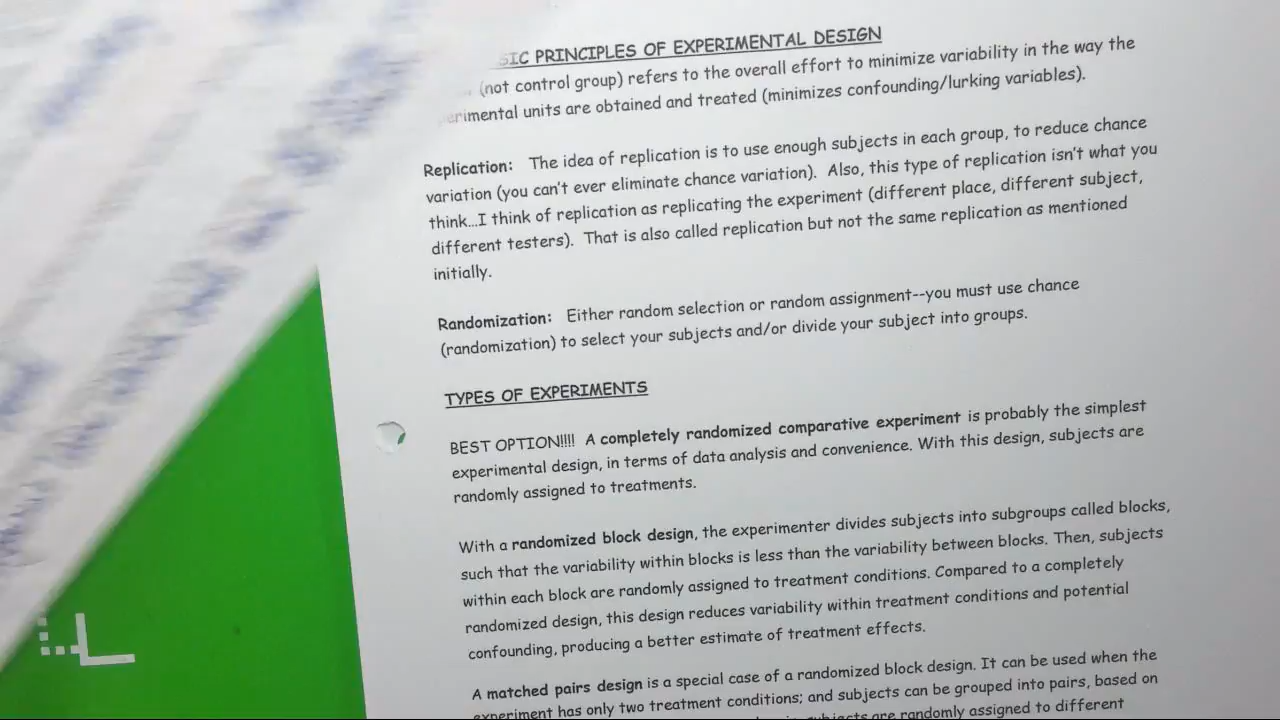 PRINCIPLES OF EXPERIMENTAL DESIGN
(not control group) refers to the overall effort to minimize variability in the way the
units are obtained and treated (minimizes confounding/lurking variables).
Replication: The idea of replication is to use enough subjects in each group, to reduce chance
variation (you can't ever eliminate chance variation). Also, this type of replication isn't what you
think...I think of replication as replicating the experiment (different place, different subject,
different testers). That is also called replication but not the same replication as mentioned
initially.
Randomization: Either random selection or random assignment--you must use chance
(randomization) to select your subjects and/or divide your subject into groups.
TYPES OF EXPERIMENTS
BEST OPTION!!!! A completely randomized comparative experiment is probably the simplest
experimental design, in terms of data analysis and convenience. With this design, subjects are
randomly assigned to treatments.
With a randomized block design, the experimenter divides subjects into subgroups called blocks,
such that the variability within blocks is less than the variability between blocks. Then, subjects
within each block are randomly assigned to treatment conditions. Compared to a completely
randomized design, this design reduces variability within treatment conditions and potential
confounding, producing a better estimate of treatment effects.
A matched pairs design is a special case of a randomized block design. It can be used when the
experiment has only two treatment conditions; and subjects can be grouped into pairs, based on
subjects are randomly assigned to different